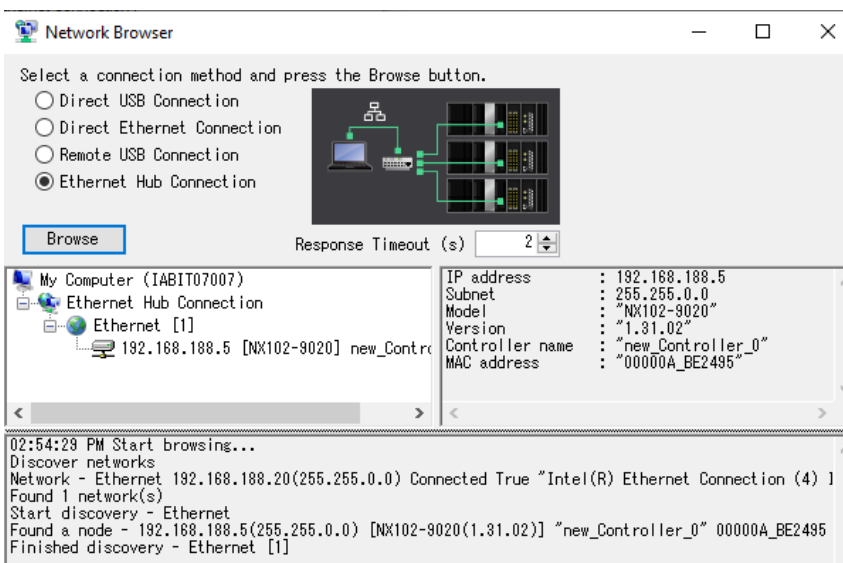 Network Browser
Select a connection method and press the Browse button.
Direct USB Connection
Direct Ethernet Connection
Remote USB Connection
Ethernet Hub Connection
Browse
Response Timeout (s) 2
My Computer (IABIT07007)
Ethernet Hub Connection
Ethernet [1]
192.168.188.5 [NX102-9020] new_Contro
IP address : 192.168.188.5
Subnet : 255.255.0.0
Model : "NX102-9020"
Version : "1.31.02"
Controller name : "new_Controller_0"
MAC address : "00000A_BE2495"
02:54:29 PM Start browsing...
Discover networks
Network - Ethernet 192.168.188.20(255.255.0.0) Connected True "Intel(R) Ethernet Connection (4) I
Found 1 network(s)
Start discovery - Ethernet
Found a node - 192.168.188.5(255.255.0.0) [NX102-9020(1.31.02)] "new_Controller_0" 00000A_BE2495
Finished discovery - Ethernet [1]